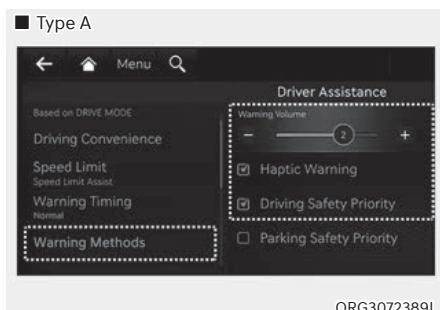 ■ Type A
Menu
Driver Assistance
Based on DRIVE MODE
Driving Convenience
Speed Limit
Speed Limit Assist
Warning Timing
Normal
Warning Methods
Warning Volume
- 2 +
Haptic Warning
Driving Safety Priority
Parking Safety Priority
ORG3072389L